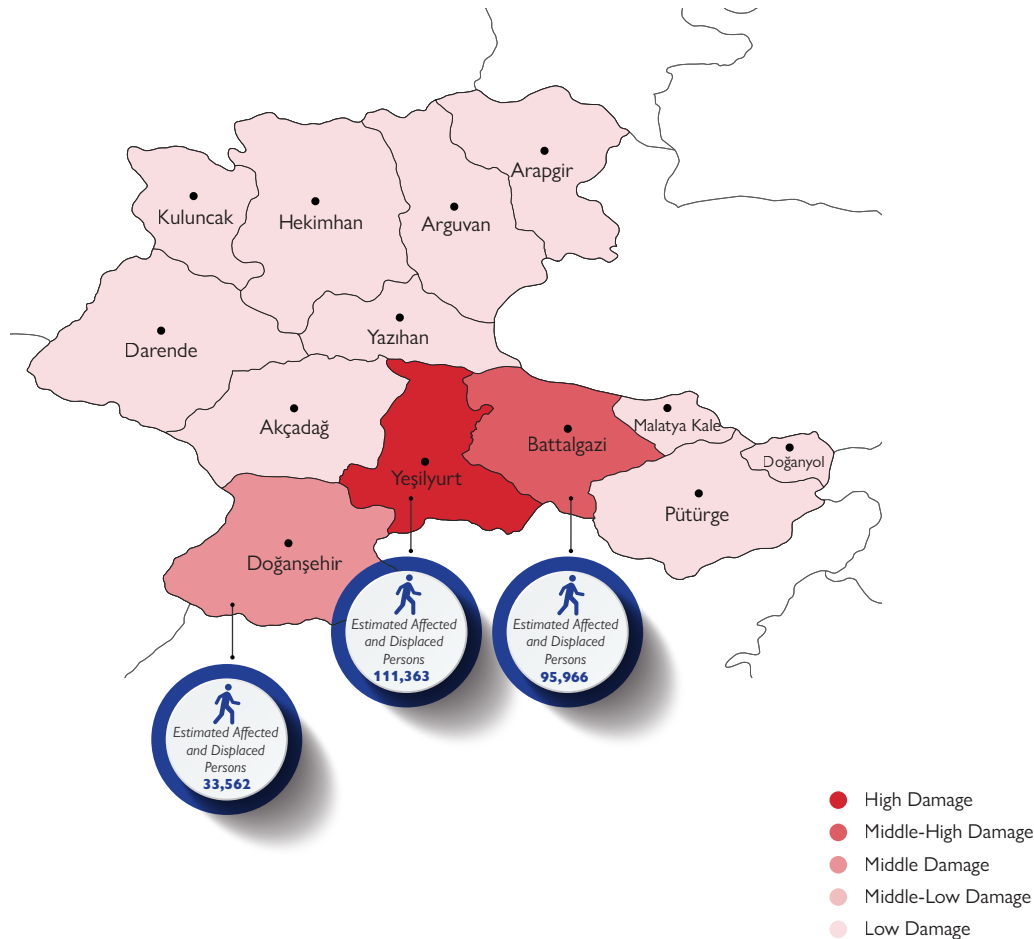 Arapgir
Kuluncak
Hekimhan
Arguvan
Yazıhan
Darende
Akçadağ
Malatya Kale
Battalgazi
Doğanyol
Yeşilyurt
Pütürge
Doğanşehir
Estimated Affected
and Displaced
Persons
111,363
Estimated Affected
and Displaced
Persons
95,966
Estimated Affected
and Displaced
Persons
33,562
High Damage
Middle-High Damage
Middle Damage
Middle-Low Damage
Low Damage